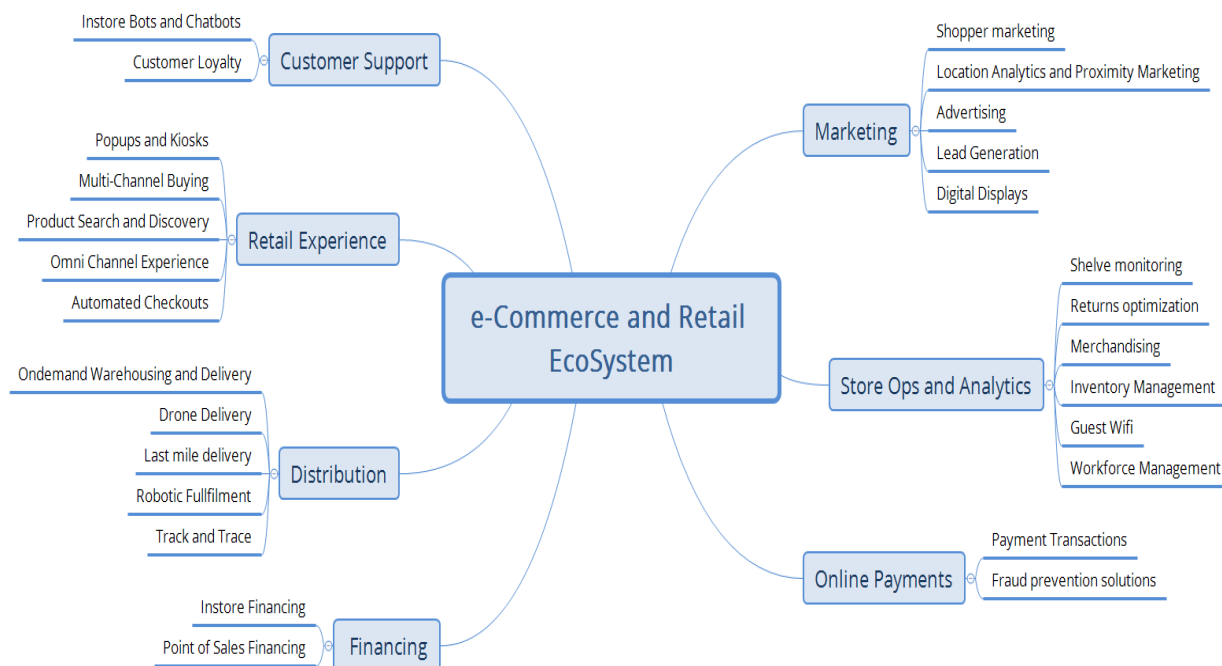 e-Commerce and Retail
EcoSystem
Customer Support
Instore Bots and Chatbots
Customer Loyalty
Retail Experience
Popups and Kiosks
Multi-Channel Buying
Product Search and Discovery
Omni Channel Experience
Automated Checkouts
Distribution
Ondemand Warehousing and Delivery
Drone Delivery
Last mile delivery
Robotic Fullfilment
Track and Trace
Financing
Instore Financing
Point of Sales Financing
Marketing
Shopper marketing
Location Analytics and Proximity Marketing
Advertising
Lead Generation
Digital Displays
Store Ops and Analytics
Shelve monitoring
Returns optimization
Merchandising
Inventory Management
Guest Wifi
Workforce Management
Online Payments
Payment Transactions
Fraud prevention solutions